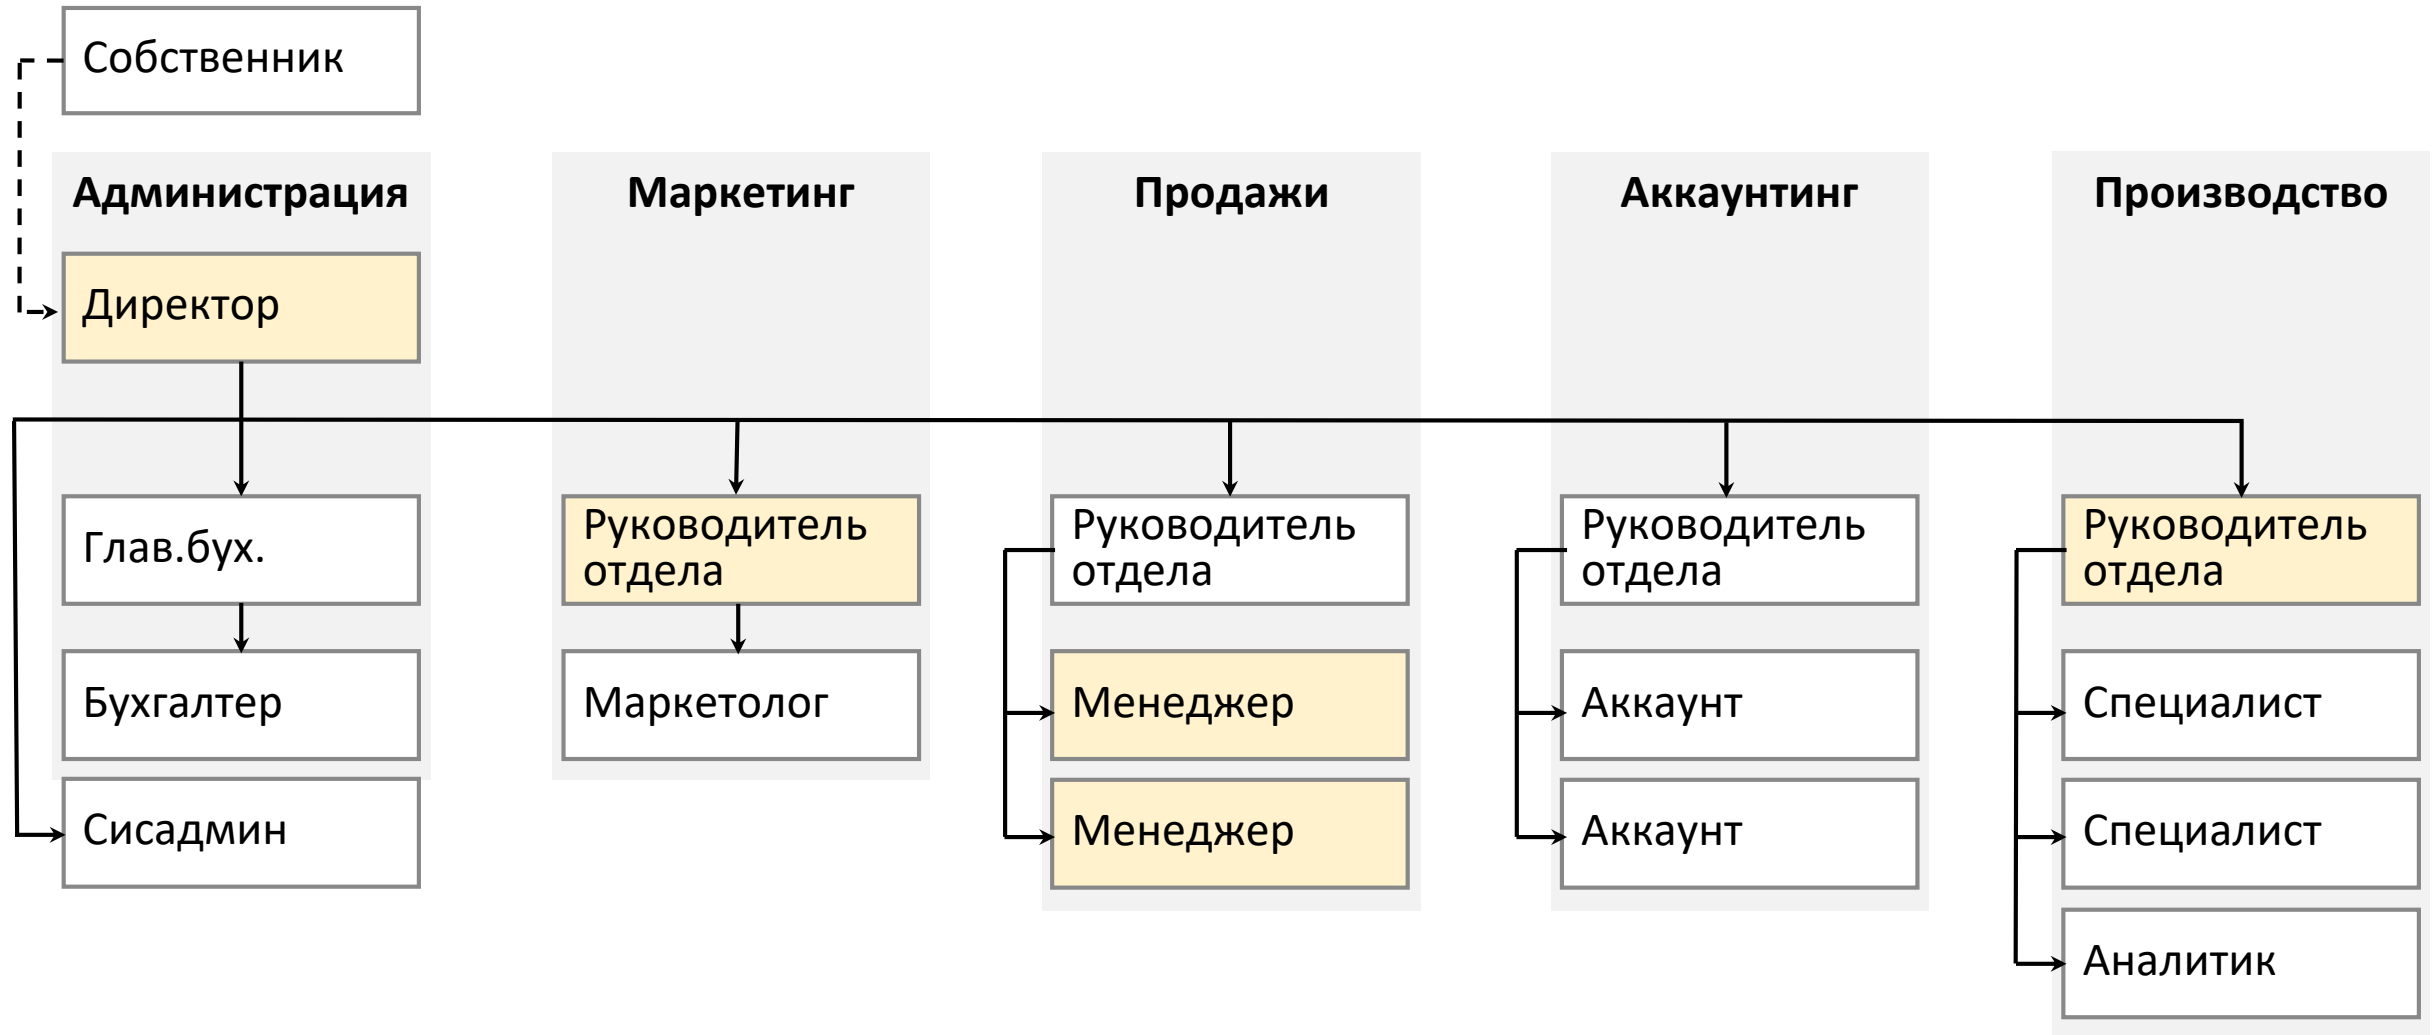 Собственник
Администрация
Маркетинг
Продажи
Аккаунтинг
Производство
Директор
Глав.бух.
Руководитель
отдела
Руководитель
отдела
Руководитель
отдела
Руководитель
отдела
Бухгалтер
Маркетолог
Менеджер
Аккаунт
Специалист
Сисадмин
Менеджер
Аккаунт
Специалист
Аналитик